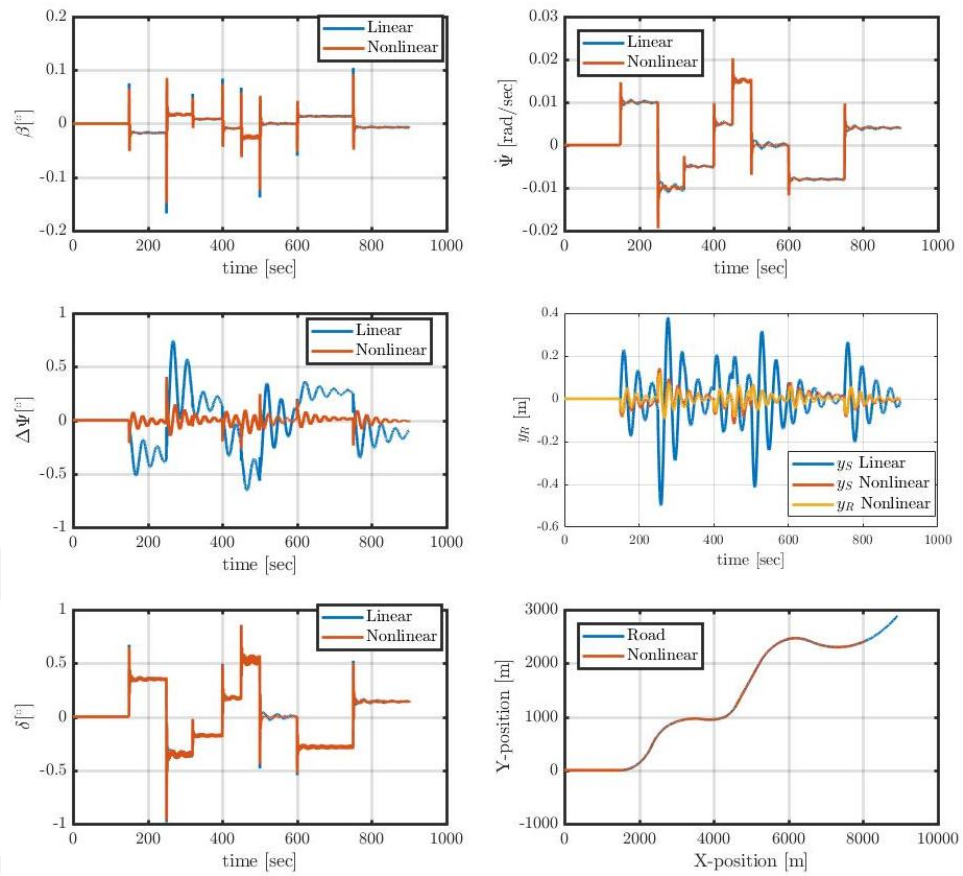 0.2
0.1
0
-0.1
-0.2
β[°]
Linear
Nonlinear
0 200 400 600 800 1000
time [sec]
0.03
0.02
0.01
0
-0.01
-0.02
Ψ̇ [rad/sec]
Linear
Nonlinear
0 200 400 600 800 1000
time [sec]
1
0.5
0
-0.5
-1
ΔΨ[°]
Linear
Nonlinear
0 200 400 600 800 1000
time [sec]
0.4
0.2
0
-0.2
-0.4
-0.6
y_R [m]
y_S Linear
y_S Nonlinear
y_R Nonlinear
0 200 400 600 800 1000
time [sec]
1
0.5
0
-0.5
-1
δ[°]
Linear
Nonlinear
0 200 400 600 800 1000
time [sec]
3000
2000
1000
0
-1000
Y-position [m]
Road
Nonlinear
0 2000 4000 6000 8000 10000
X-position [m]